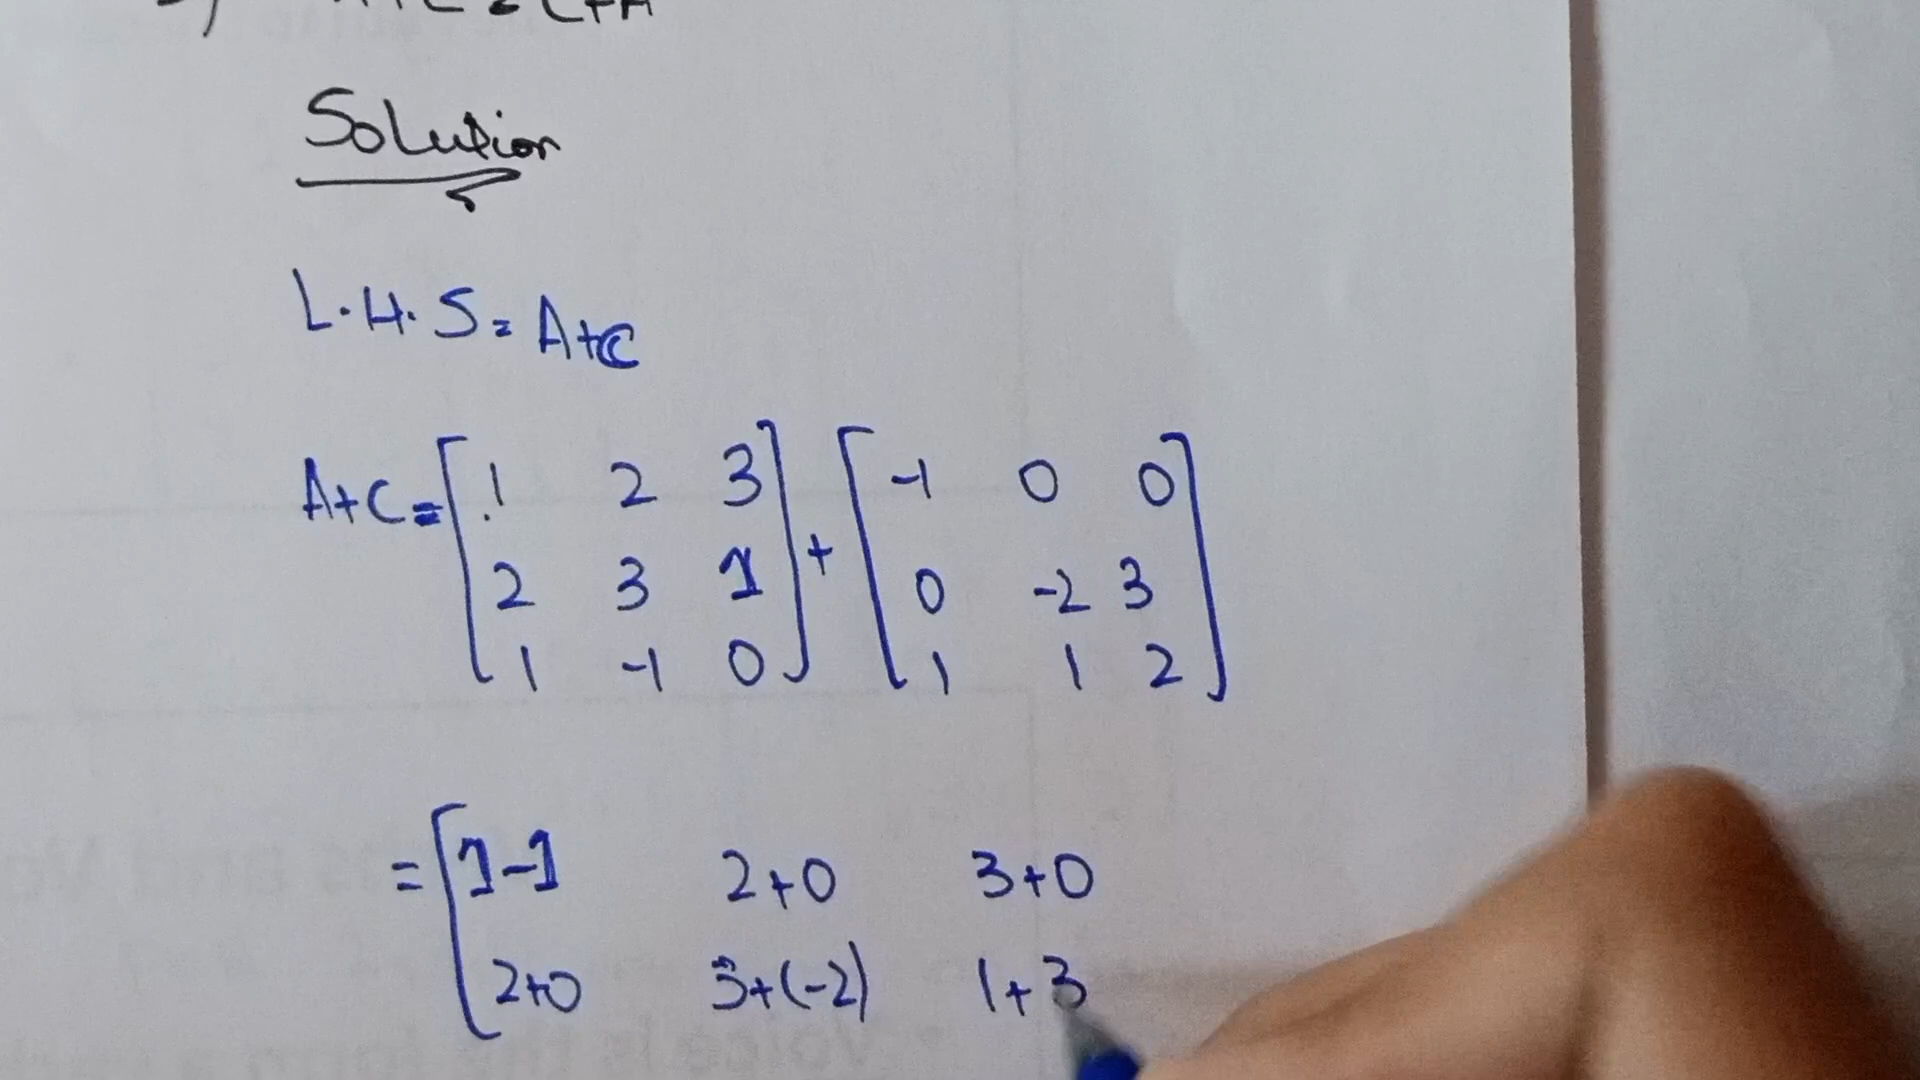 A+C = C+A
Solution
L.H.S = A+C
A+C = [1 2 3] + [-1 0 0]
2 3 1 0 -2 3
1 -1 0 1 1 2
= [1-1 2+0 3+0
2+0 3+(-2) 1+3